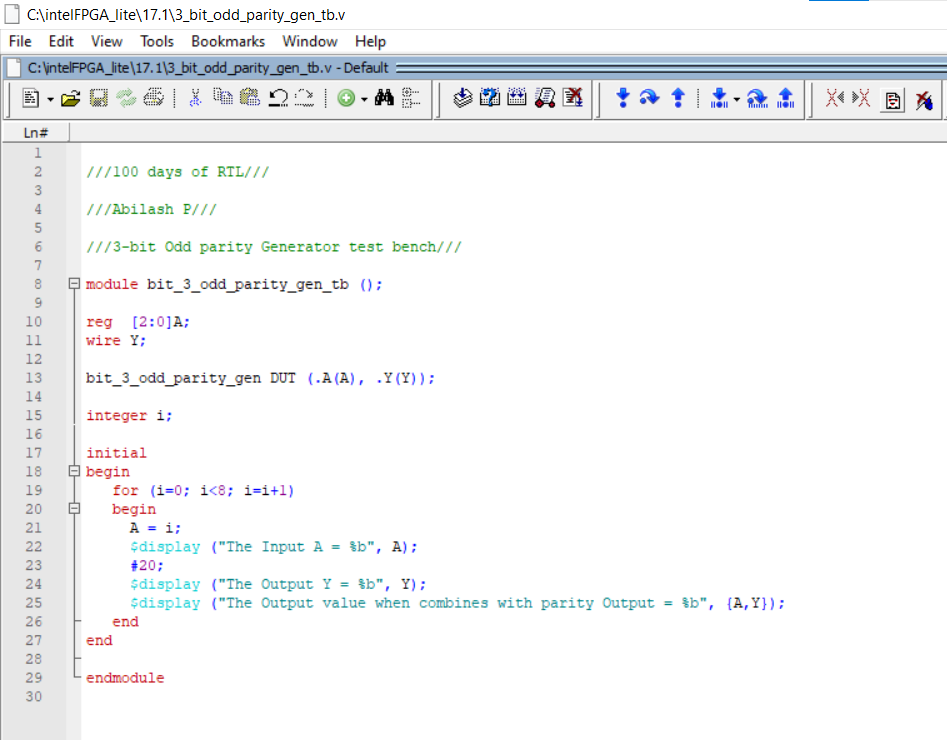 C:\intelFPGA_lite\17.1\3_bit_odd_parity_gen_tb.v
File Edit View Tools Bookmarks Window Help
C:\intelFPGA_lite\17.1\3_bit_odd_parity_gen_tb.v - Default
Ln#
1
2 ///100 days of RTL///
3
4 ///Abilash P///
5
6 ///3-bit Odd parity Generator test bench///
7
8 module bit_3_odd_parity_gen_tb ();
9
10 reg  [2:0]A;
11 wire Y;
12
13 bit_3_odd_parity_gen DUT (.A(A), .Y(Y));
14
15 integer i;
16
17 initial
18 begin
19    for (i=0; i<8; i=i+1)
20    begin
21      A = i;
22      $display ("The Input A = %b", A);
23      #20;
24      $display ("The Output Y = %b", Y);
25      $display ("The Output value when combines with parity Output = %b", {A,Y});
26    end
27 end
28
29 endmodule
30